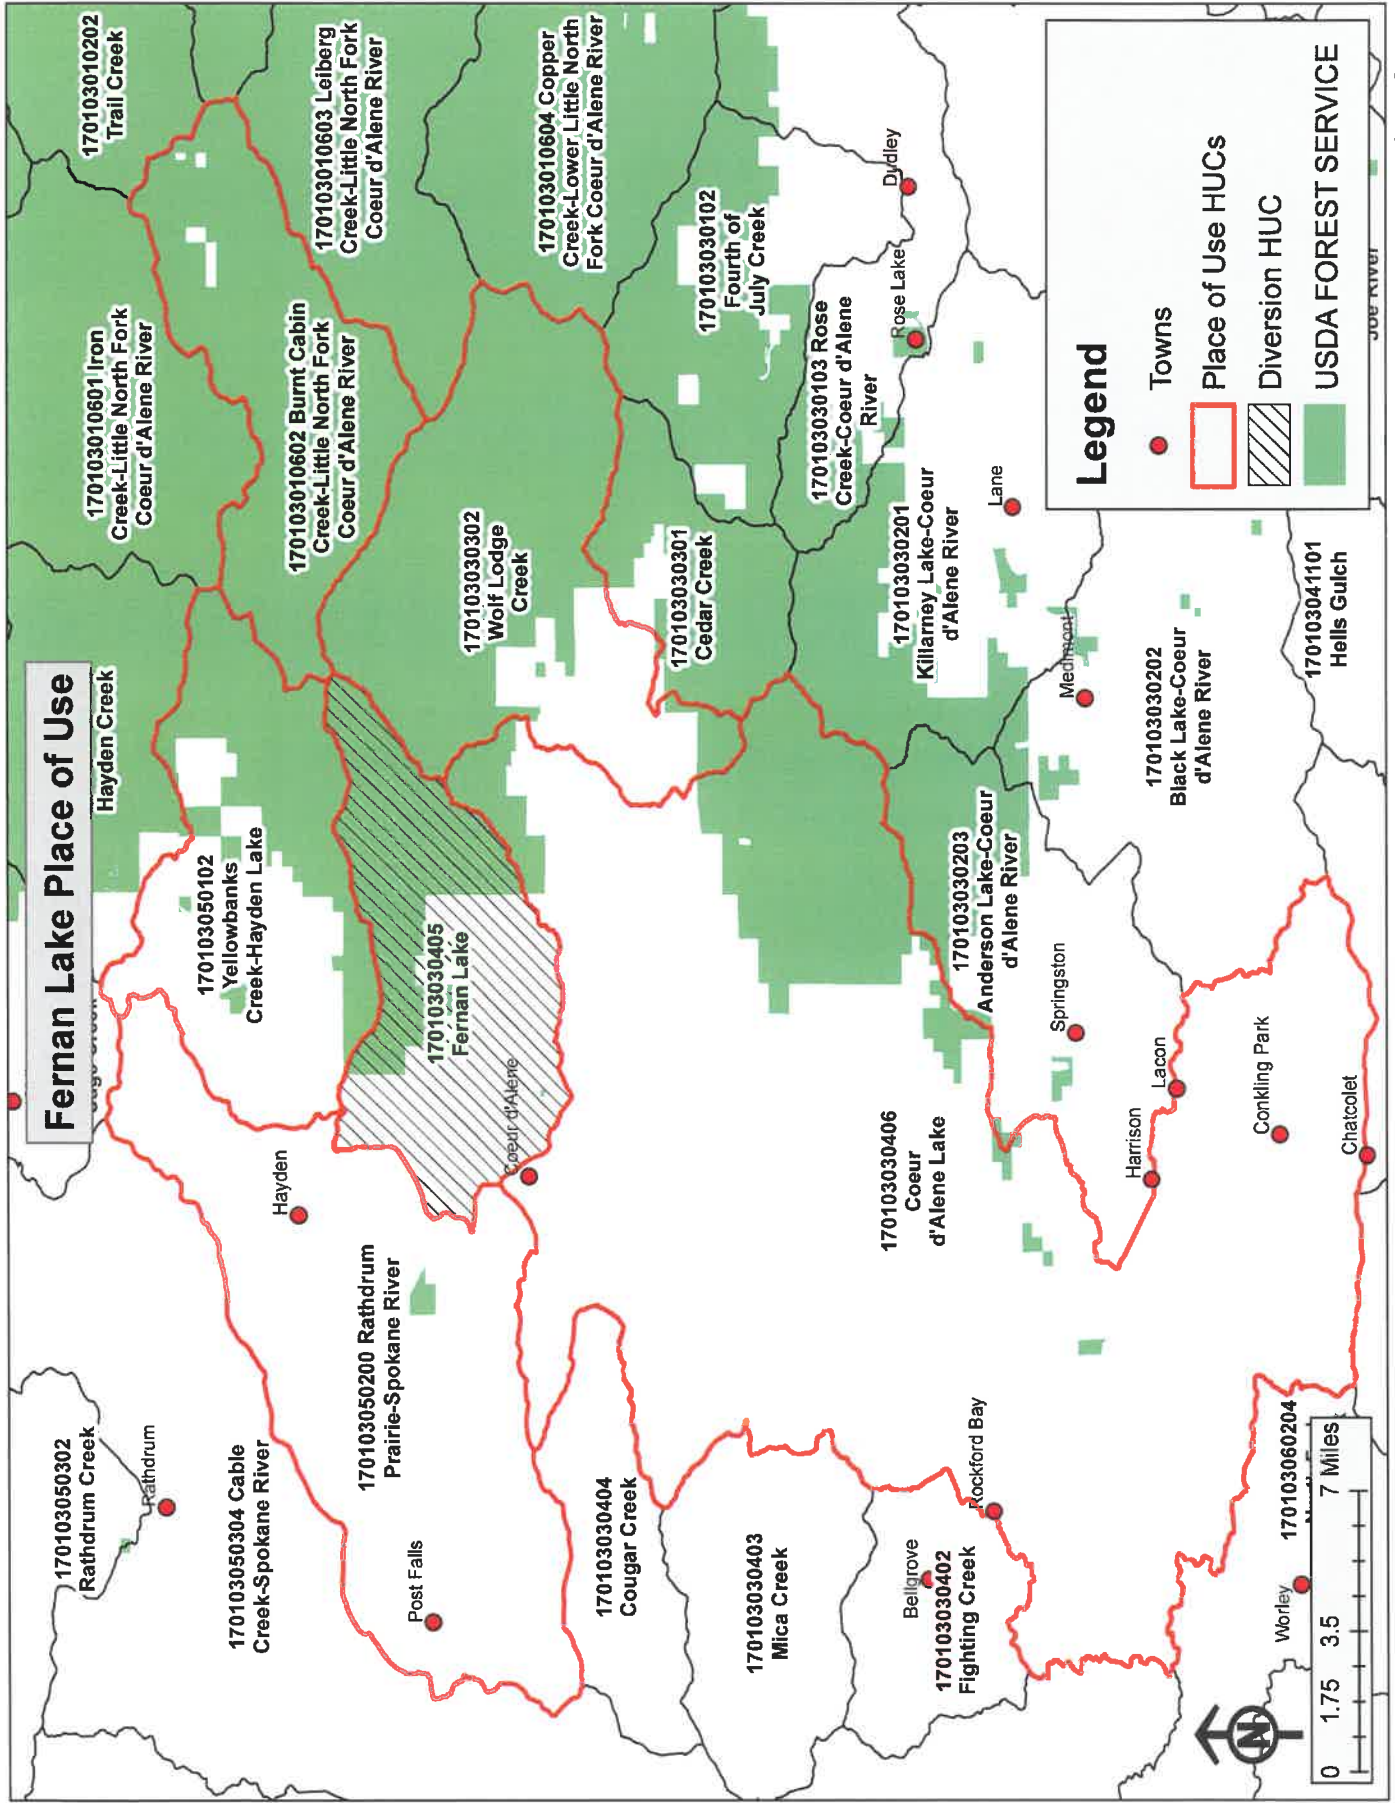 Fernan Lake Place of Use
170103010202
Trail Creek
170103010601 Iron
Creek-Little North Fork
Coeur d'Alene River
Hayden Creek
170103050302
Rathdrum Creek
Rathdrum
170103050102
Yellowbanks
Creek-Hayden Lake
170103010602 Burnt Cabin
Creek-Little North Fork
Coeur d'Alene River
170103010603 Leiberg
Creek-Little North Fork
Coeur d'Alene River
170103050304 Cable
Creek-Spokane River
Hayden
170103050200 Rathdrum
Prairie-Spokane River
Post Falls
170103030405
Fernan Lake
Coeur d'Alene
170103030302
Wolf Lodge
Creek
170103010604 Copper
Creek-Lower Little North
Fork Coeur d'Alene River
170103030404
Cougar Creek
170103030301
Cedar Creek
170103030102
Fourth of
July Creek
170103030403
Mica Creek
170103030103 Rose
Creek-Coeur d'Alene
River
Rose Lake
Dudley
170103030406
Coeur
d'Alene Lake
170103030201
Killarney Lake-Coeur
d'Alene River
Lane
Bellgrove
170103030402
Fighting Creek
Rockford Bay
170103030203
Anderson Lake-Coeur
d'Alene River
Springston
Medimont
Harrison
Lacon
170103030202
Black Lake-Coeur
d'Alene River
Conkling Park
Chatcolet
170103041101
Hells Gulch
170103060204
Worley
Joe River
N
0 1.75 3.5 7 Miles
Legend
Towns
Place of Use HUCs
Diversion HUC
USDA FOREST SERVICE